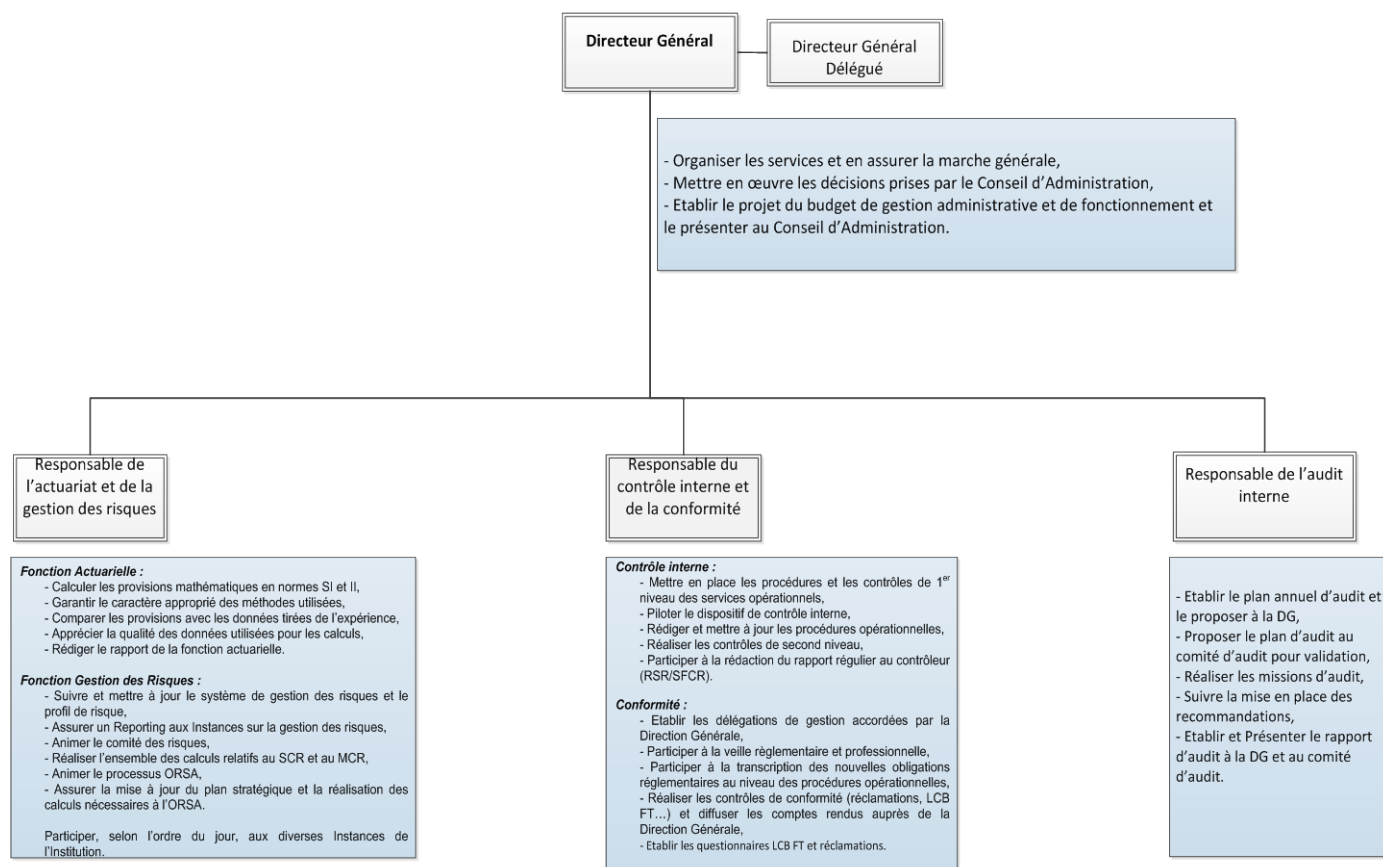 Directeur Général
Directeur Général
Délégué
- Organiser les services et en assurer la marche générale,
- Mettre en œuvre les décisions prises par le Conseil d’Administration,
- Etablir le projet du budget de gestion administrative et de fonctionnement et
le présenter au Conseil d’Administration.
Responsable de
l’actuariat et de la
gestion des risques
Responsable du
contrôle interne et
de la conformité
Responsable de l’audit
interne
Fonction Actuarielle :
- Calculer les provisions mathématiques en normes SI et II,
- Garantir le caractère approprié des méthodes utilisées,
- Comparer les provisions avec les données tirées de l’expérience,
- Apprécier la qualité des données utilisées pour les calculs,
- Rédiger le rapport de la fonction actuarielle.
Fonction Gestion des Risques :
- Suivre et mettre à jour le système de gestion des risques et le
profil de risque,
- Assurer un Reporting aux Instances sur la gestion des risques,
- Animer le comité des risques,
- Réaliser l’ensemble des calculs relatifs au SCR et au MCR,
- Animer le processus ORSA,
- Assurer la mise à jour du plan stratégique et la réalisation des
calculs nécessaires à l’ORSA.
Participer, selon l’ordre du jour, aux diverses Instances de
l’Institution.
Contrôle interne :
- Mettre en place les procédures et les contrôles de 1er
niveau des services opérationnels,
- Piloter le dispositif de contrôle interne,
- Rédiger et mettre à jour les procédures opérationnelles,
- Réaliser les contrôles de second niveau,
- Participer à la rédaction du rapport régulier au contrôleur
(RSR/SFCR).
Conformité :
- Etablir les délégations de gestion accordées par la
Direction Générale,
- Participer à la veille règlementaire et professionnelle,
- Participer à la transcription des nouvelles obligations
réglementaires au niveau des procédures opérationnelles,
- Réaliser les contrôles de conformité (réclamations, LCB
FT…) et diffuser les comptes rendus auprès de la
Direction Générale,
- Etablir les questionnaires LCB FT et réclamations.
- Etablir le plan annuel d’audit et
le proposer à la DG,
- Proposer le plan d’audit au
comité d’audit pour validation,
- Réaliser les missions d’audit,
- Suivre la mise en place des
recommandations,
- Etablir et Présenter le rapport
d’audit à la DG et au comité
d’audit.